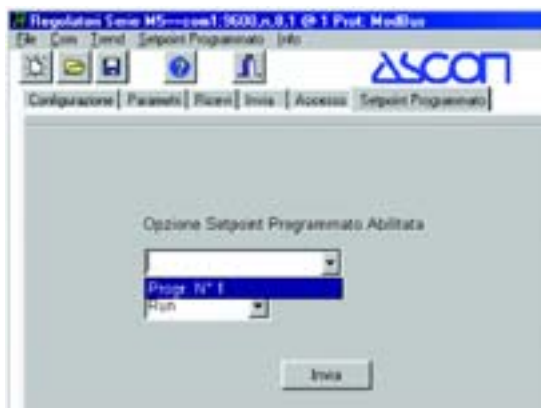 Regolatori Serie M5---com1:9600,n,8,1 @ 1 Prot: ModBus
File Com Trend Setpoint Programmato Info
ASCON
Configurazione Parametri Ricevi Invia Accesso Setpoint Programmato
Opzione Setpoint Programmato Abilitata
Progr. N° 1
Run
Invia